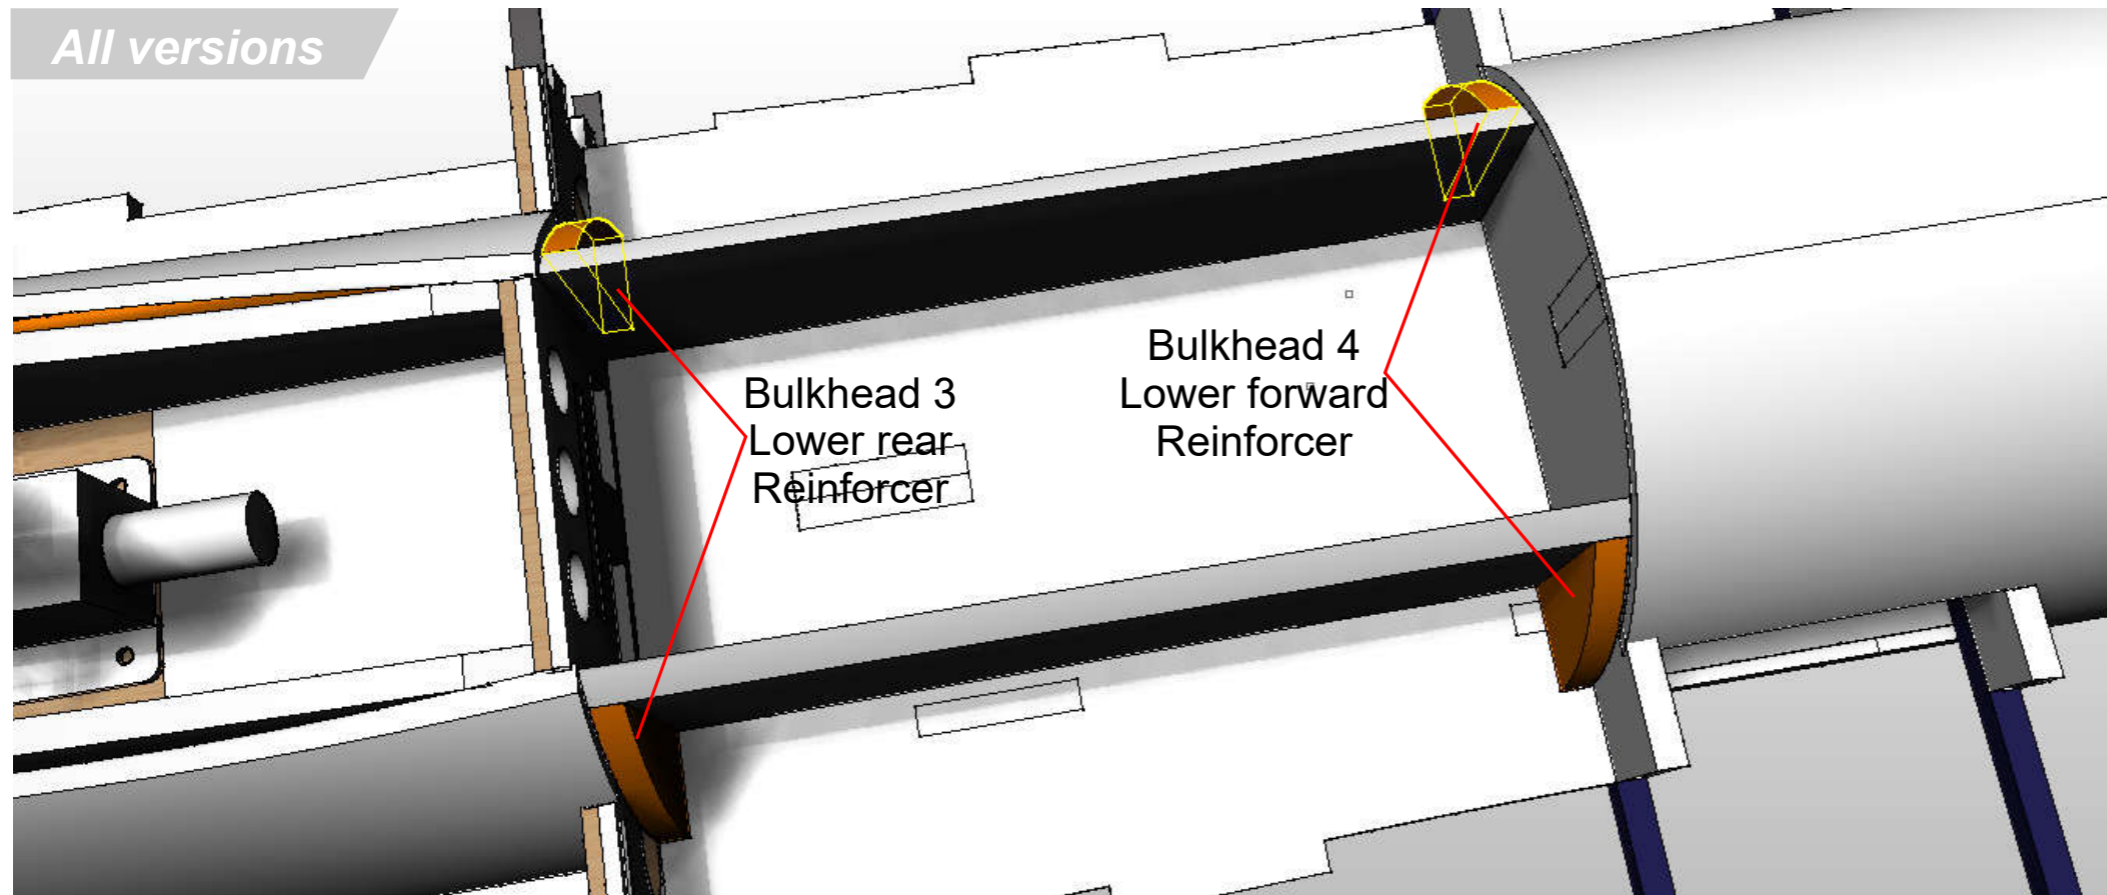 All versions
Bulkhead 3
Lower rear
Reinforcer
Bulkhead 4
Lower forward
Reinforcer